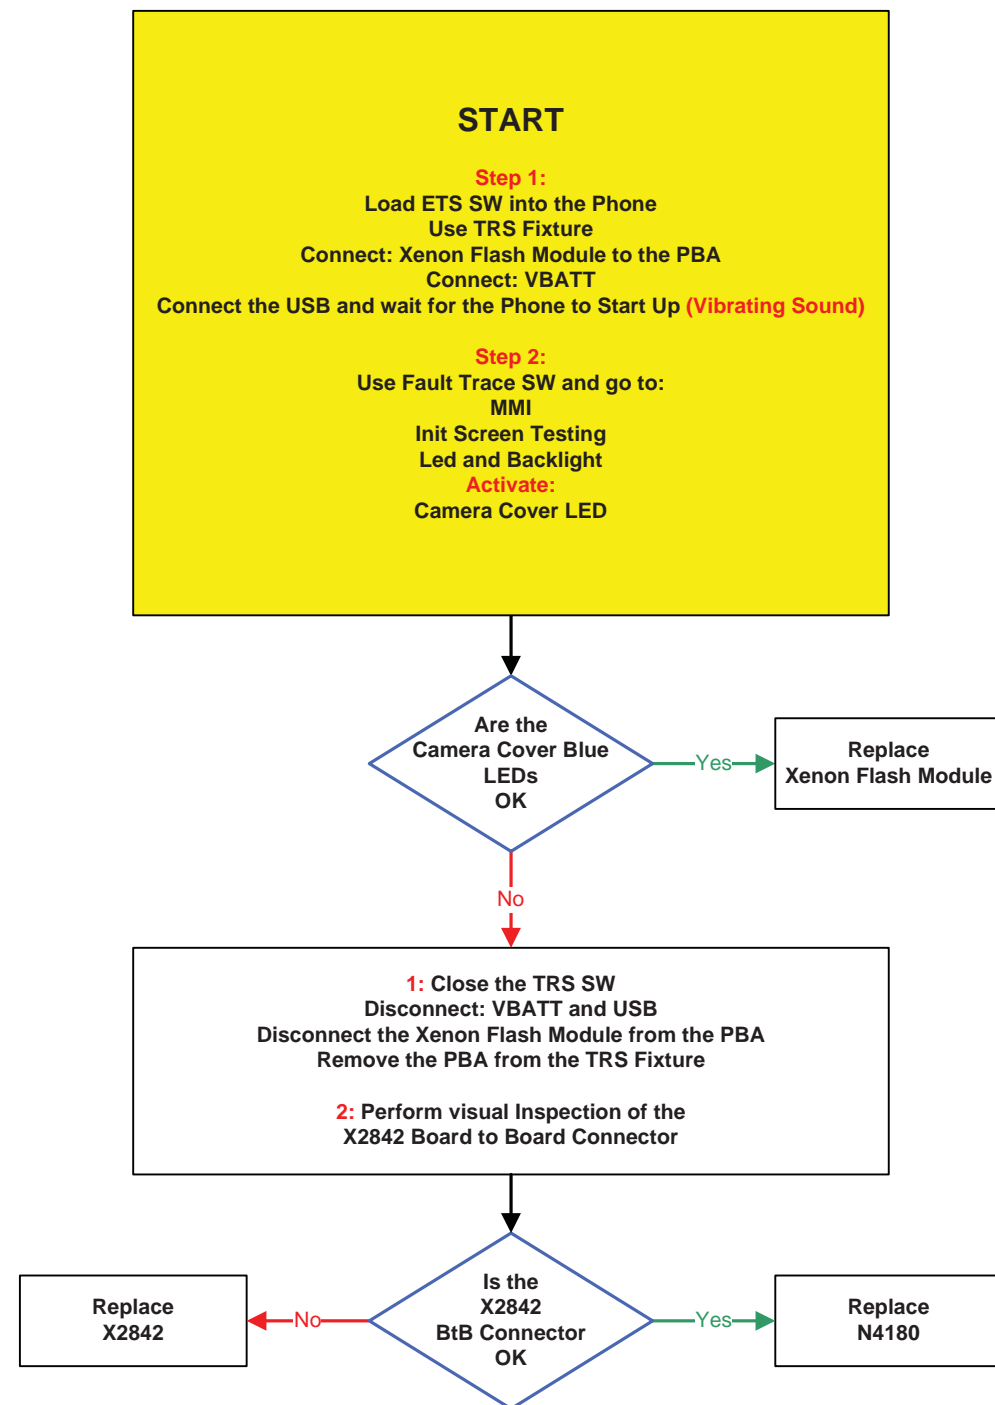 START
Step 1:
Load ETS SW into the Phone
Use TRS Fixture
Connect: Xenon Flash Module to the PBA
Connect: VBATT
Connect the USB and wait for the Phone to Start Up (Vibrating Sound)
Step 2:
Use Fault Trace SW and go to:
MMI
Init Screen Testing
Led and Backlight
Activate:
Camera Cover LED
Are the
Camera Cover Blue
LEDs
OK
Yes
Replace
Xenon Flash Module
No
1: Close the TRS SW
Disconnect: VBATT and USB
Disconnect the Xenon Flash Module from the PBA
Remove the PBA from the TRS Fixture
2: Perform visual Inspection of the
X2842 Board to Board Connector
Is the
X2842
BtB Connector
OK
No
Replace
X2842
Yes
Replace
N4180